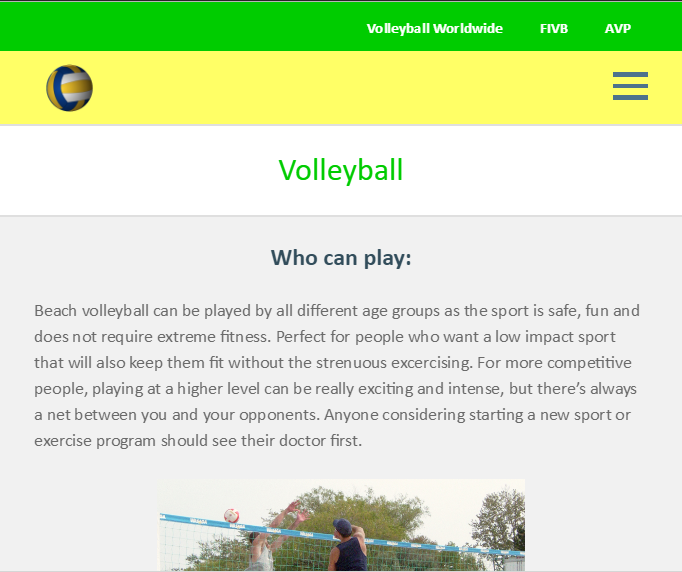 Volleyball Worldwide FIVB AVP
Volleyball
Who can play:
Beach volleyball can be played by all different age groups as the sport is safe, fun and
does not require extreme fitness. Perfect for people who want a low impact sport
that will also keep them fit without the strenuous excercising. For more competitive
people, playing at a higher level can be really exciting and intense, but there’s always
a net between you and your opponents. Anyone considering starting a new sport or
exercise program should see their doctor first.